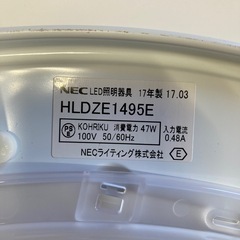 NEC LED照明器具 17年製 17.03
HLDZE1495E
PS E KOHRIKU 消費電力 47W 入力電流
100V 50/60Hz 0.48A
NECライティング株式会社 E